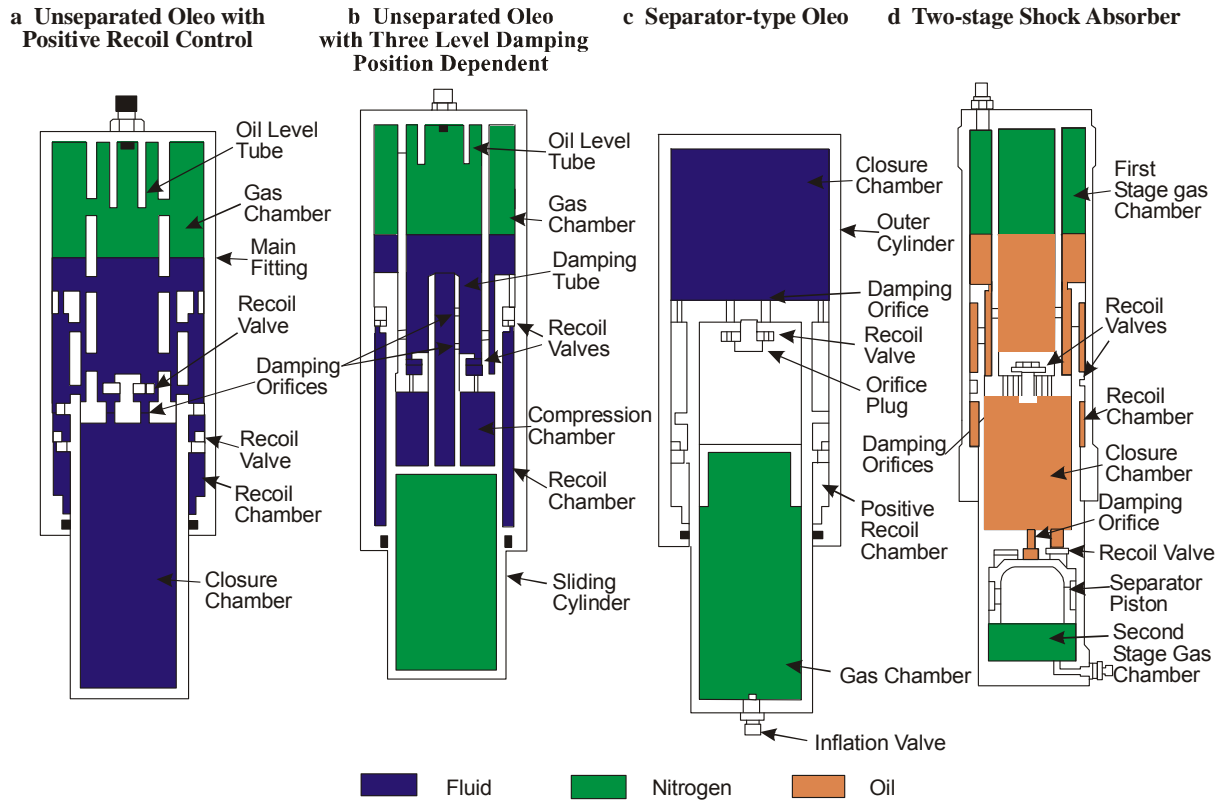 a Unseparated Oleo with
Positive Recoil Control
b Unseparated Oleo
with Three Level Damping
Position Dependent
c Separator-type Oleo
d Two-stage Shock Absorber
Oil Level
Tube
Gas
Chamber
Main
Fitting
Recoil
Valve
Damping
Orifices
Recoil
Valve
Recoil
Chamber
Closure
Chamber
Oil Level
Tube
Gas
Chamber
Damping
Tube
Recoil
Valves
Compression
Chamber
Recoil
Chamber
Sliding
Cylinder
Closure
Chamber
Outer
Cylinder
Damping
Orifice
Recoil
Valve
Orifice
Plug
Positive
Recoil
Chamber
Gas Chamber
Inflation Valve
First
Stage gas
Chamber
Recoil
Valves
Recoil
Chamber
Damping
Orifices
Closure
Chamber
Damping
Orifice
Recoil Valve
Separator
Piston
Second
Stage Gas
Chamber
Fluid
Nitrogen
Oil